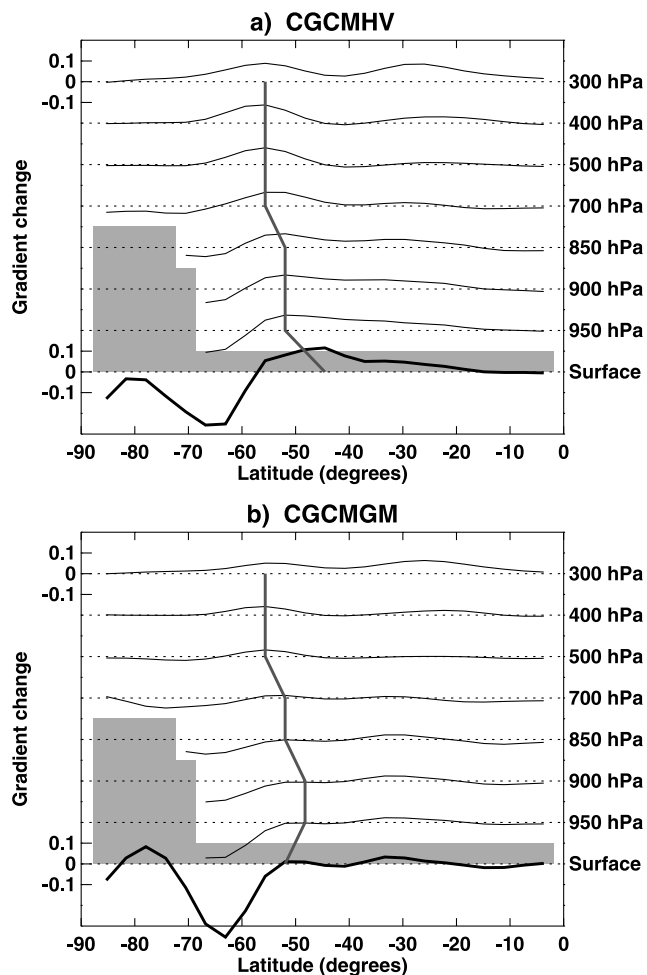 a) CGCMHV
0.1
0
-0.1
300 hPa
400 hPa
500 hPa
700 hPa
850 hPa
900 hPa
950 hPa
Gradient change
0.1
0
-0.1
Surface
-90 -80 -70 -60 -50 -40 -30 -20 -10 0
Latitude (degrees)
b) CGCMGM
0.1
0
-0.1
300 hPa
400 hPa
500 hPa
700 hPa
850 hPa
900 hPa
950 hPa
Gradient change
0.1
0
-0.1
Surface
-90 -80 -70 -60 -50 -40 -30 -20 -10 0
Latitude (degrees)